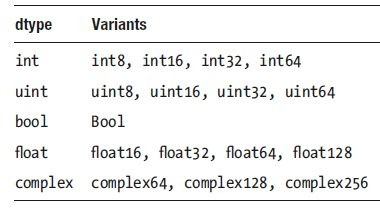 dtype Variants
int int8, int16, int32, int64
uint uint8, uint16, uint32, uint64
bool Bool
float float16, float32, float64, float128
complex complex64, complex128, complex256